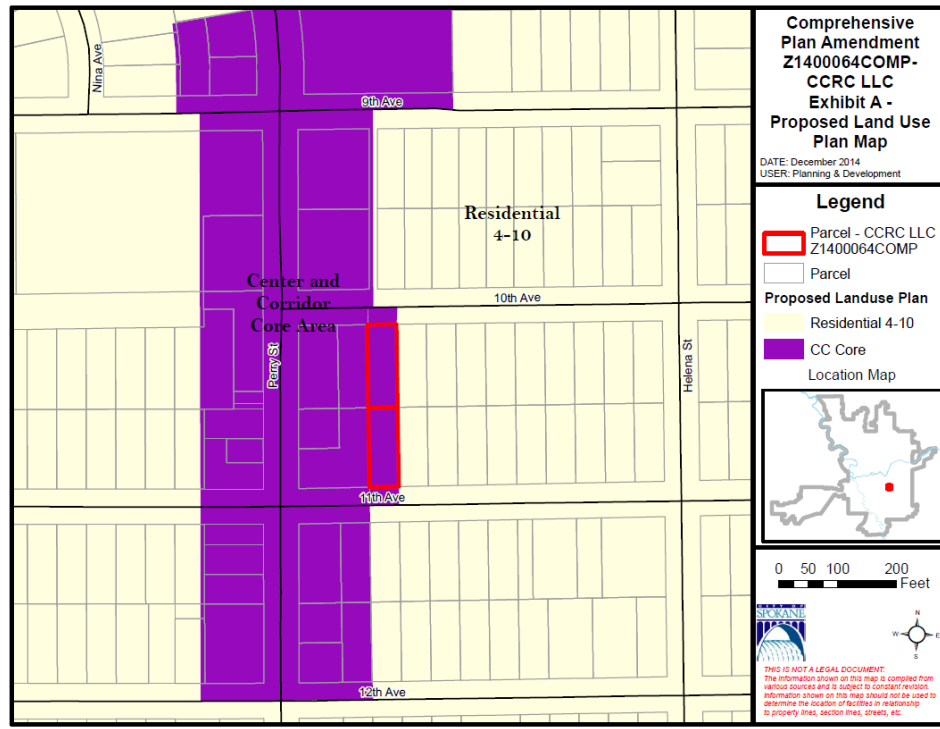 Nina Ave
9th Ave
Residential
4-10
Center and
Corridor
Core Area
10th Ave
Perry St
Helena St
11th Ave
12th Ave
Comprehensive
Plan Amendment
Z1400064COMP-
CCRC LLC
Exhibit A -
Proposed Land Use
Plan Map
DATE: December 2014
USER: Planning & Development
Legend
Parcel - CCRC LLC
Z1400064COMP
Parcel
Proposed Landuse Plan
Residential 4-10
CC Core
Location Map
0 50 100 200
Feet
CITY OF
SPOKANE
N
W E
S
THIS IS NOT A LEGAL DOCUMENT:
The information shown on this map is compiled from
various sources and is subject to constant revision.
Information shown on this map should not be used to
determine the location of facilities in relationship
to property lines, section lines, streets, etc.